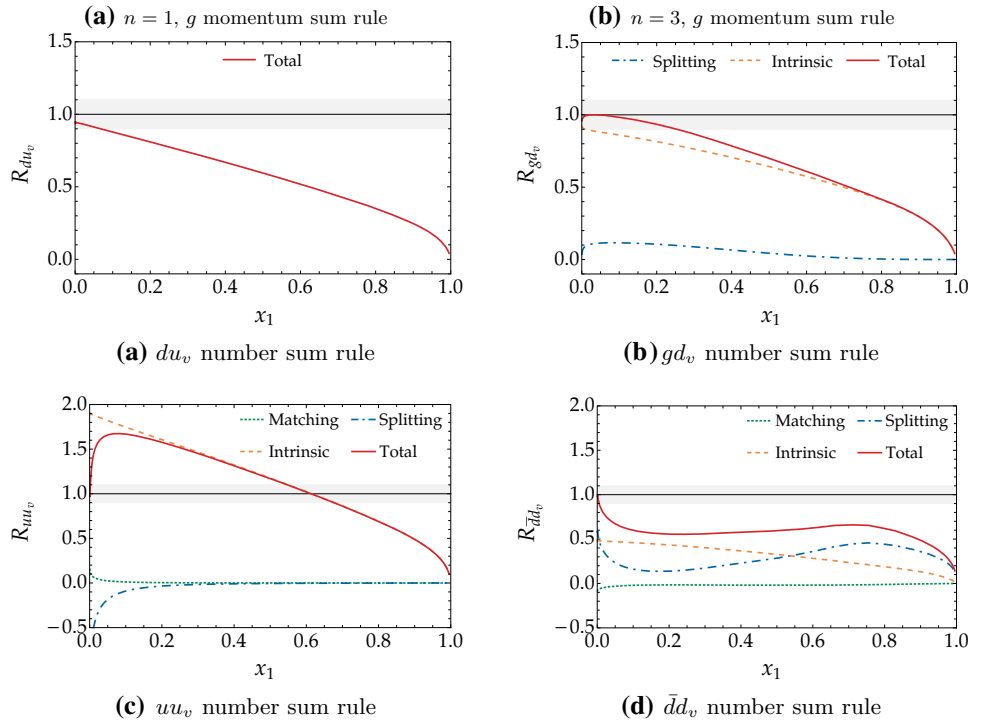 (a) n = 1, g momentum sum rule
(b) n = 3, g momentum sum rule
1.5
1.0
0.5
0.0
R_{du_v}
Total
0.0 0.2 0.4 0.6 0.8 1.0
x_1
(a) du_v number sum rule
1.5
1.0
0.5
0.0
R_{gd_v}
Splitting Intrinsic Total
0.0 0.2 0.4 0.6 0.8 1.0
x_1
(b) gd_v number sum rule
2.0
1.5
1.0
0.5
0.0
−0.5
R_{uu_v}
Matching Splitting
Intrinsic Total
0.0 0.2 0.4 0.6 0.8 1.0
x_1
(c) uu_v number sum rule
2.0
1.5
1.0
0.5
0.0
−0.5
R_{d̄d_v}
Matching Splitting
Intrinsic Total
0.0 0.2 0.4 0.6 0.8 1.0
x_1
(d) d̄d_v number sum rule